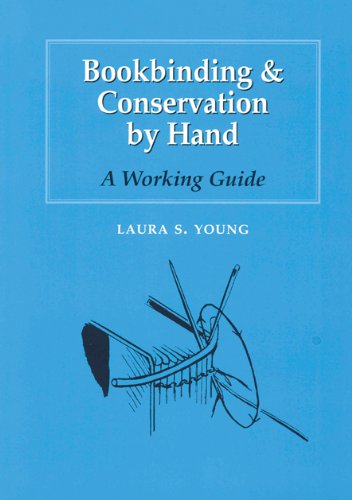 Bookbinding &
Conservation
by Hand
A Working Guide
LAURA S. YOUNG